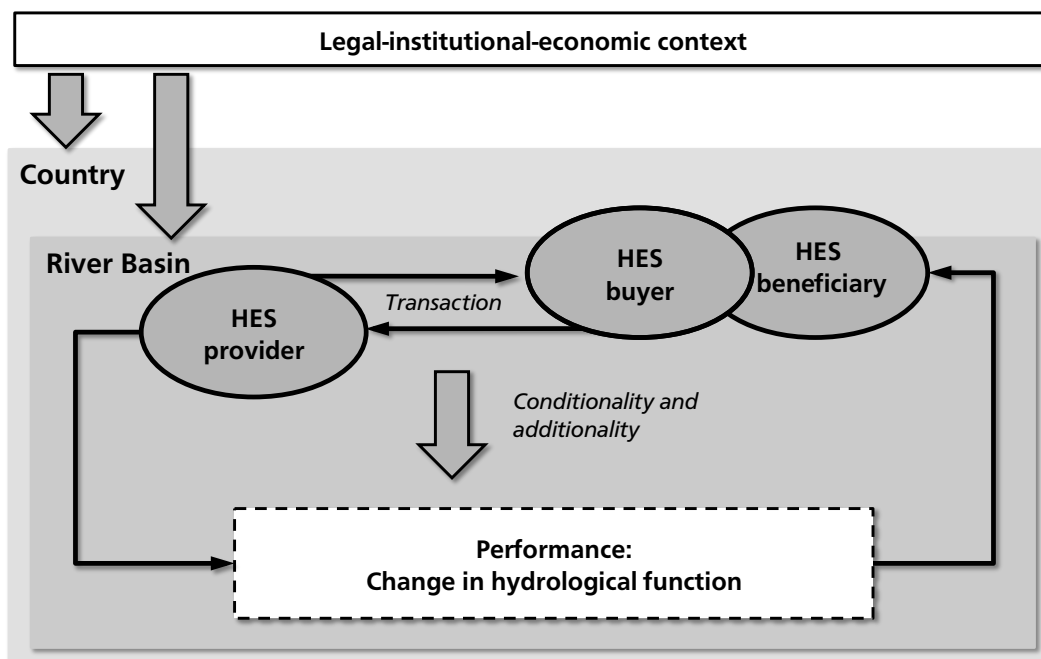 Legal-institutional-economic context
Country
River Basin
HES
provider
Transaction
HES
buyer
HES
beneficiary
Conditionality and
additionality
Performance:
Change in hydrological function